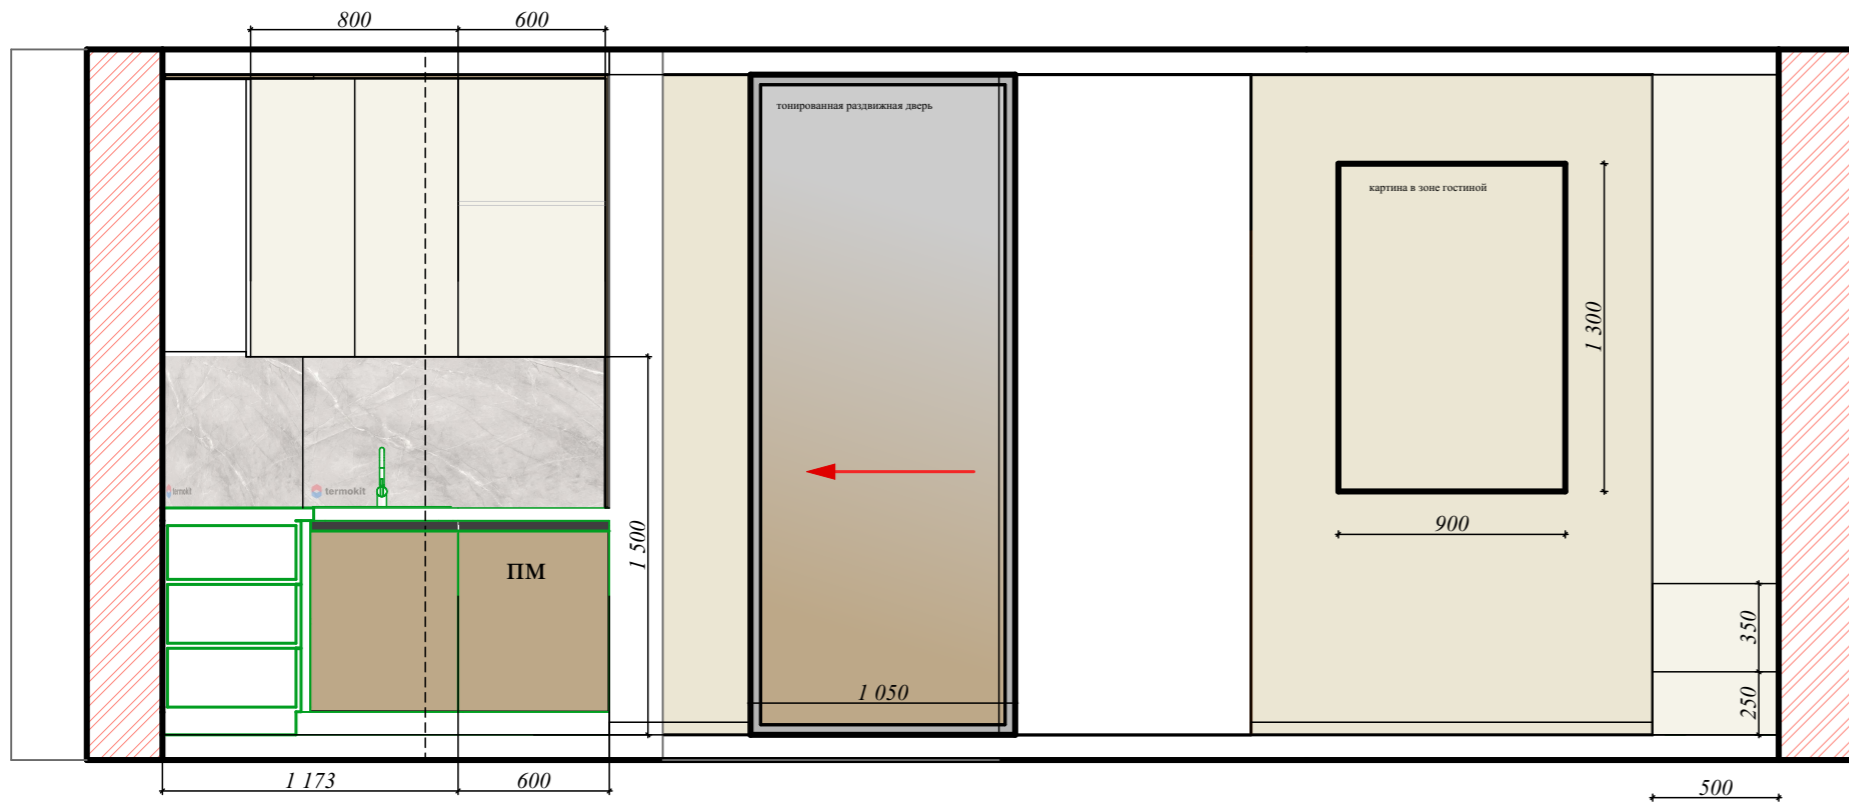 800
600
тонированная раздвижная дверь
картина в зоне гостиной
1 300
termokit
termokit
900
1 500
ПМ
350
1 050
250
1 173
600
500